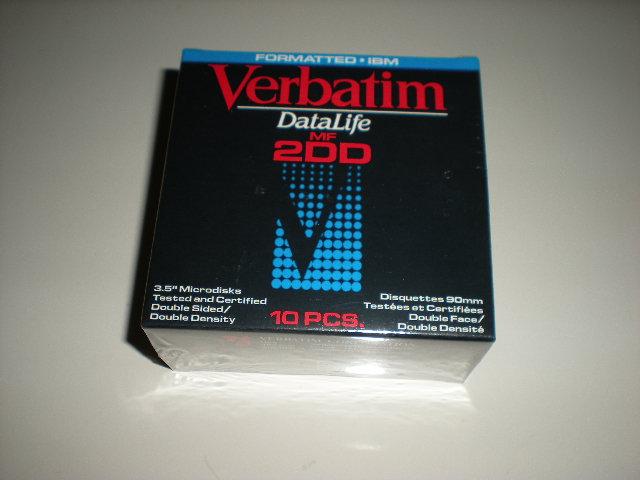 FORMATTED • IBM
Verbatim
DataLife
MF
2DD
3.5" Microdisks
Tested and Certified
Double Sided/
Double Density
10 PCS.
Disquettes 90mm
Testées et Certifiées
Double Face/
Double Densité